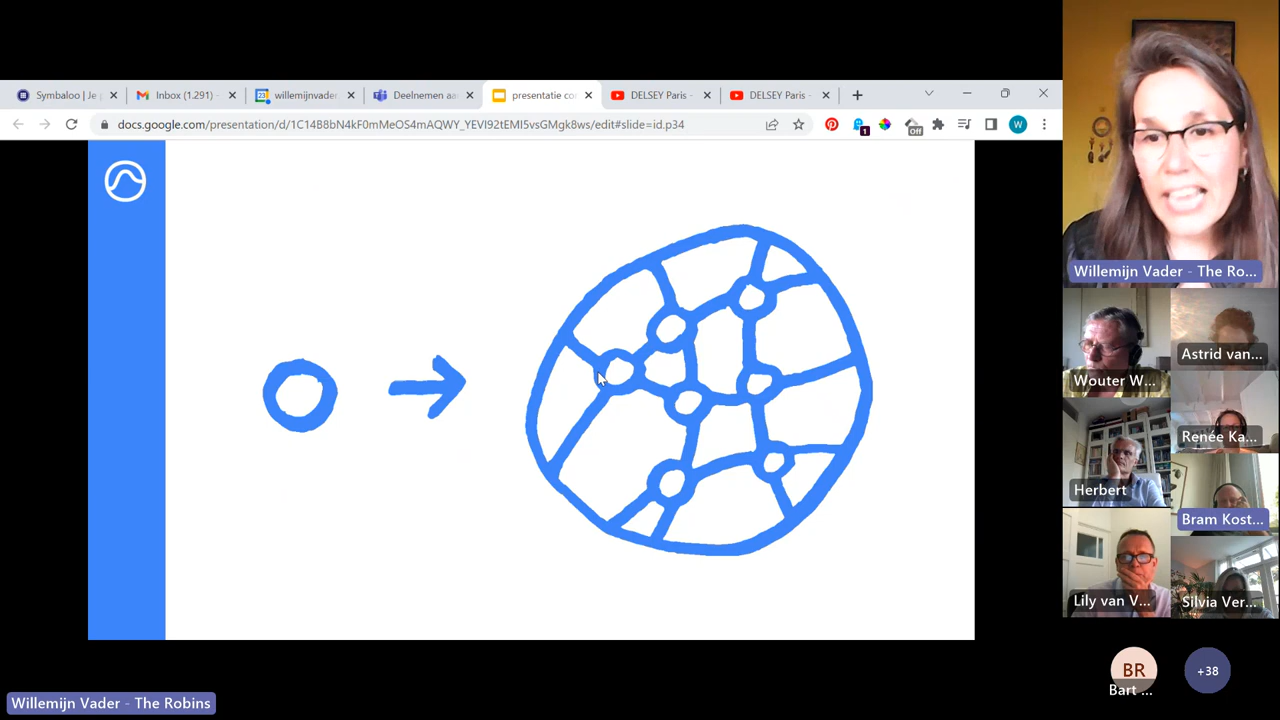 Symbaloo | Je
Inbox (1.291) -
willemijnvader
Deelnemen aa
presentatie co
DELSEY Paris -
DELSEY Paris -
docs.google.com/presentation/d/1C14B8bN4kF0mMeOS4mAQWY_YEVI92tEMI5vsGMgk8ws/edit#slide=id.p34
1
Off
W
Willemijn Vader - The Ro...
Wouter W...
Astrid van...
Herbert
Renée Ka...
Bram Kost...
Lily van V...
Silvia Ver...
BR
+38
Bart ...
Willemijn Vader - The Robins